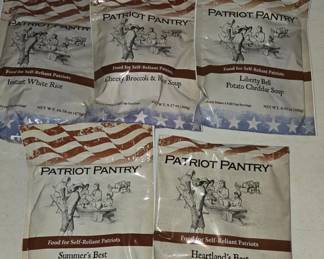 PATRIOT PANTRY
Food for Self-Reliant Patriots
Instant White Rice
PATRIOT PANTRY
Food for Self-Reliant Patriots
Cheesy Broccoli & Rice Soup
PATRIOT PANTRY
Food for Self-Reliant Patriots
Liberty Bell
Potato Cheddar Soup
PATRIOT PANTRY
Food for Self-Reliant Patriots
Summer's Best
PATRIOT PANTRY
Food for Self-Reliant Patriots
Heartland's Best